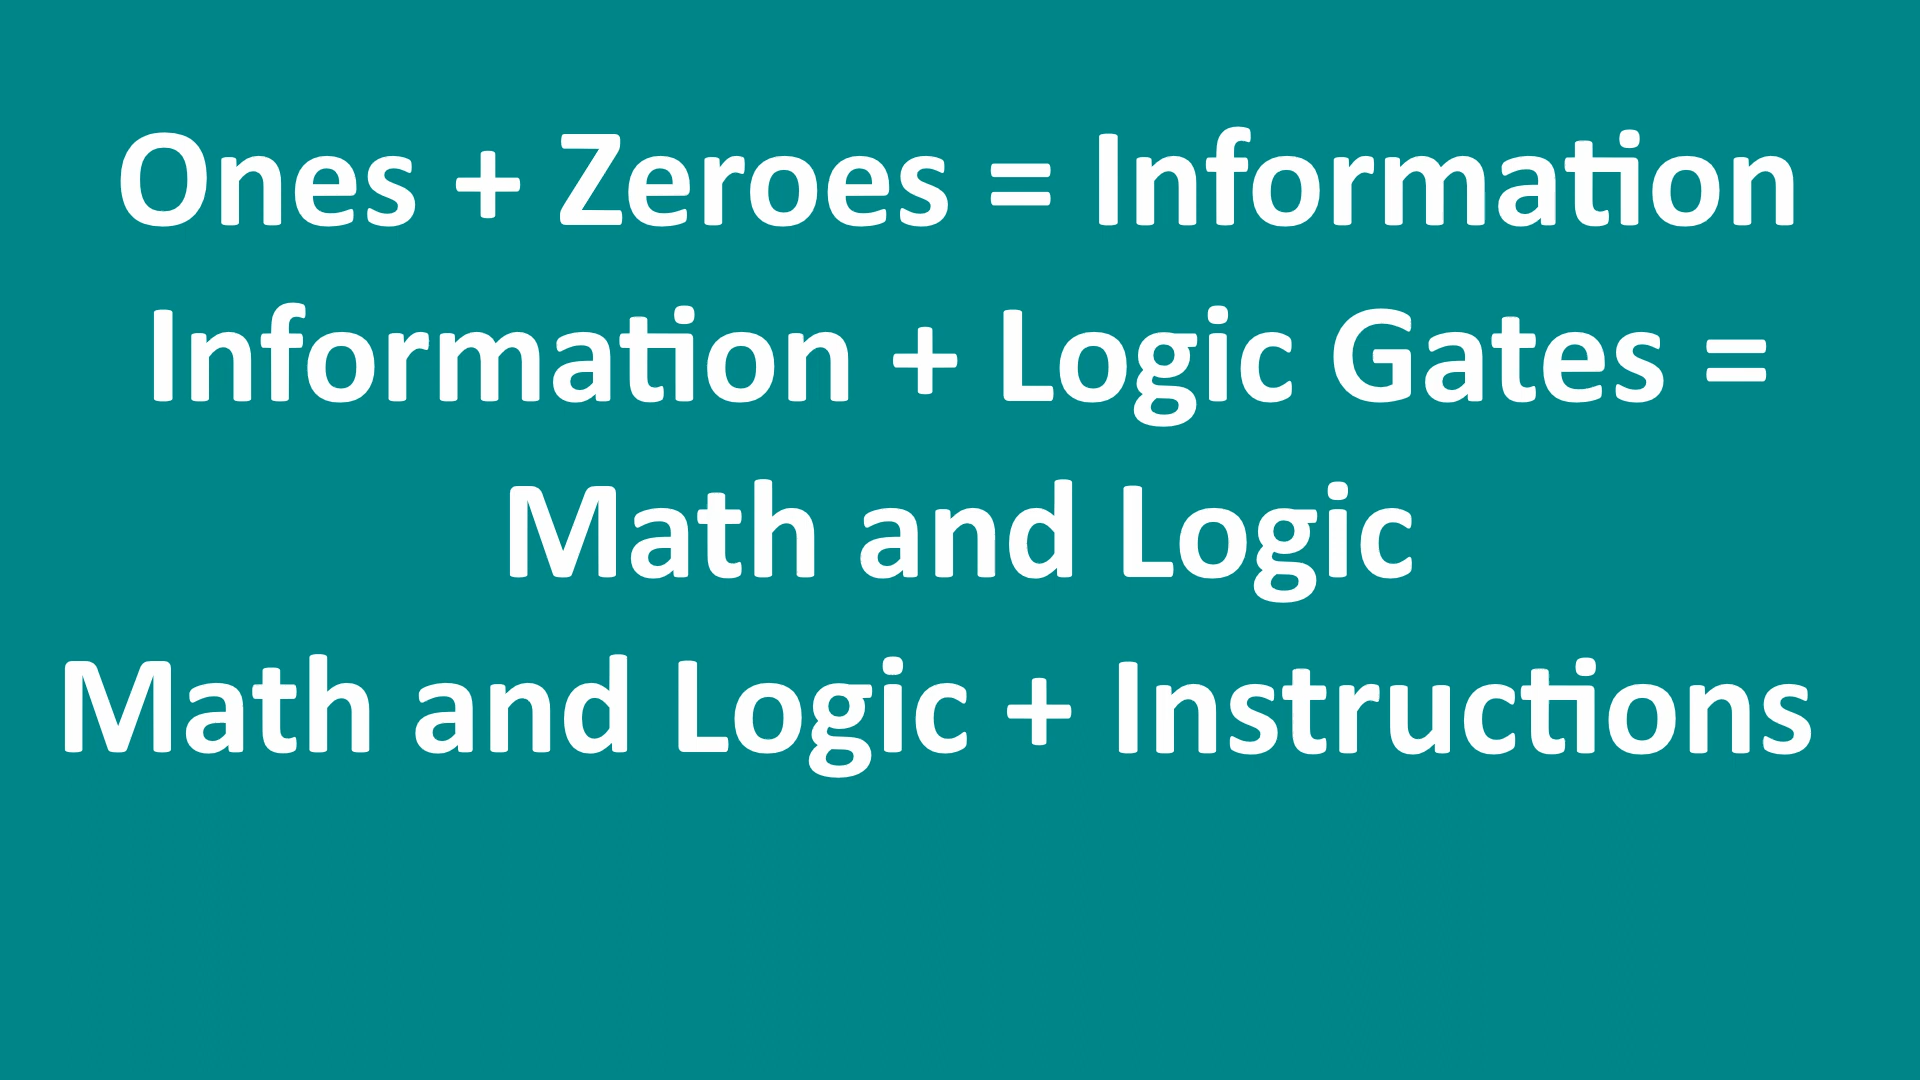 Ones + Zeroes = Information
Information + Logic Gates =
Math and Logic
Math and Logic + Instructions